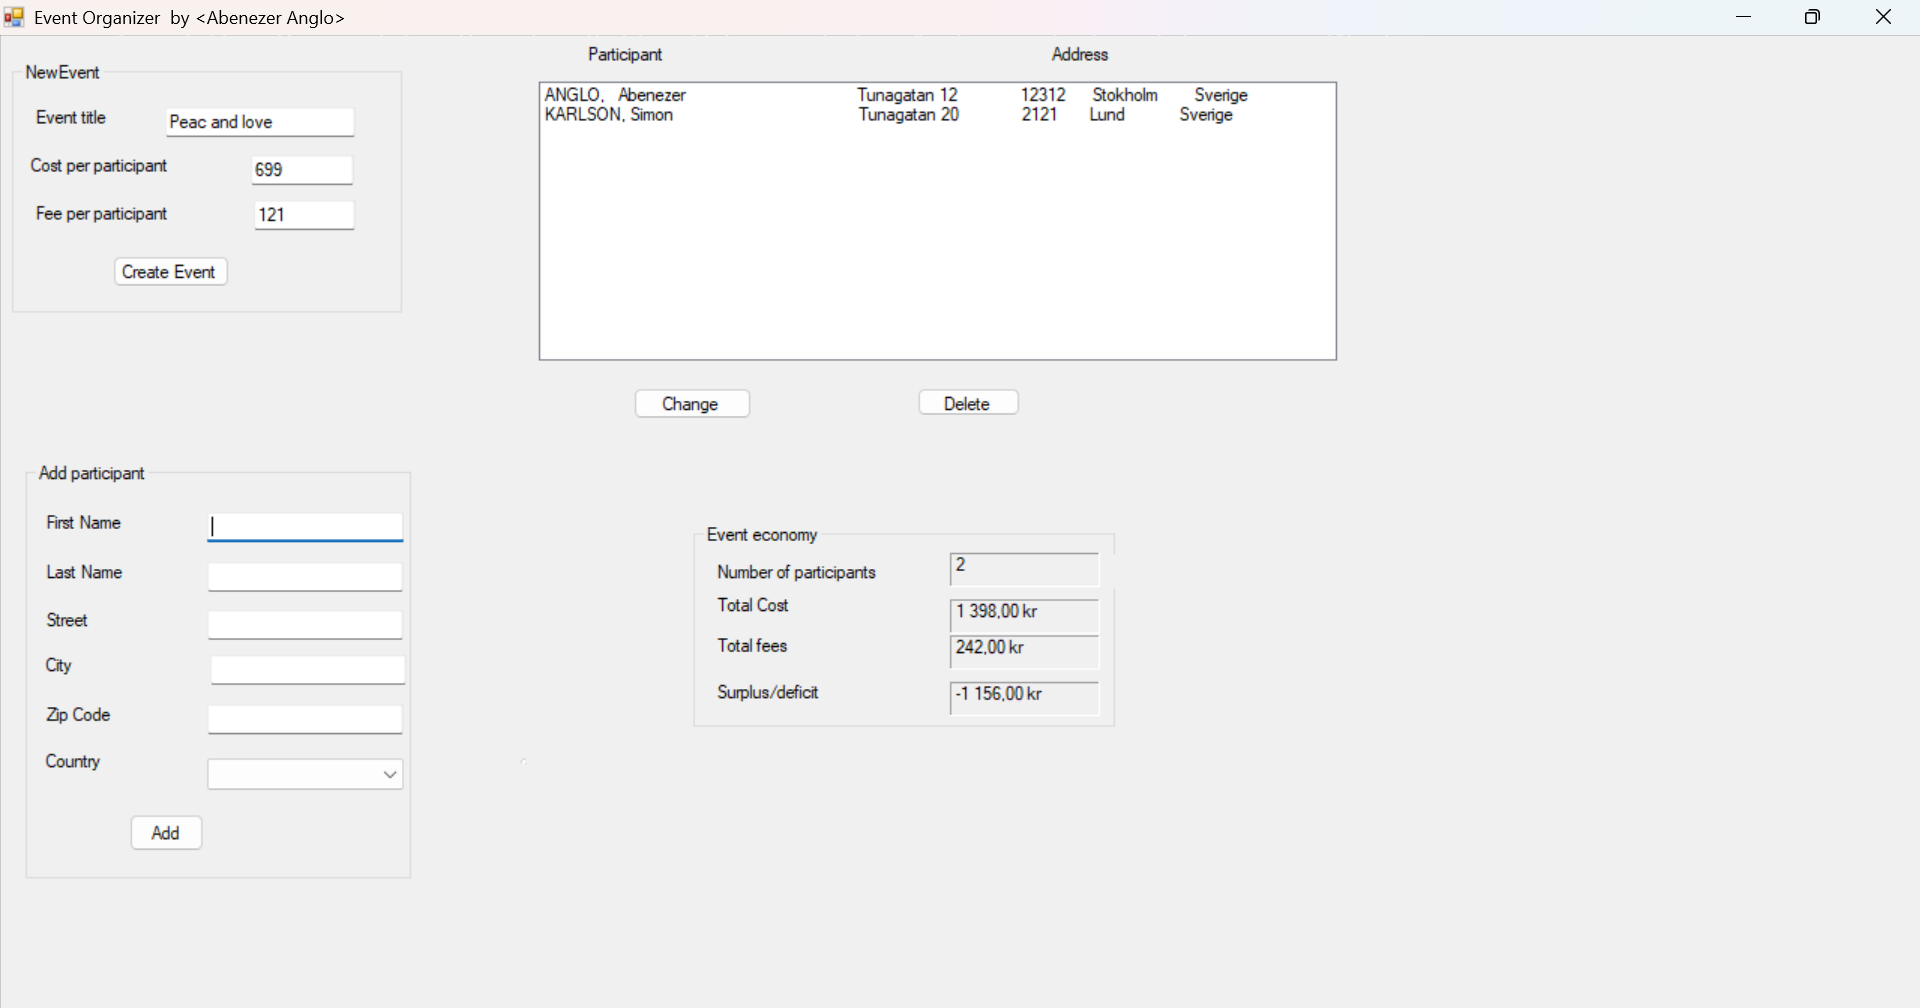 Event Organizer by <Abenezer Anglo>
NewEvent
Event title Peac and love
Cost per participant 699
Fee per participant 121
Create Event
Participant Address
ANGLO, Abenezer Tunagatan 12 12312 Stokholm Sverige
KARLSON, Simon Tunagatan 20 2121 Lund Sverige
Change Delete
Add participant
First Name
Last Name
Street
City
Zip Code
Country
Add
Event economy
Number of participants 2
Total Cost 1 398,00 kr
Total fees 242,00 kr
Surplus/deficit -1 156,00 kr